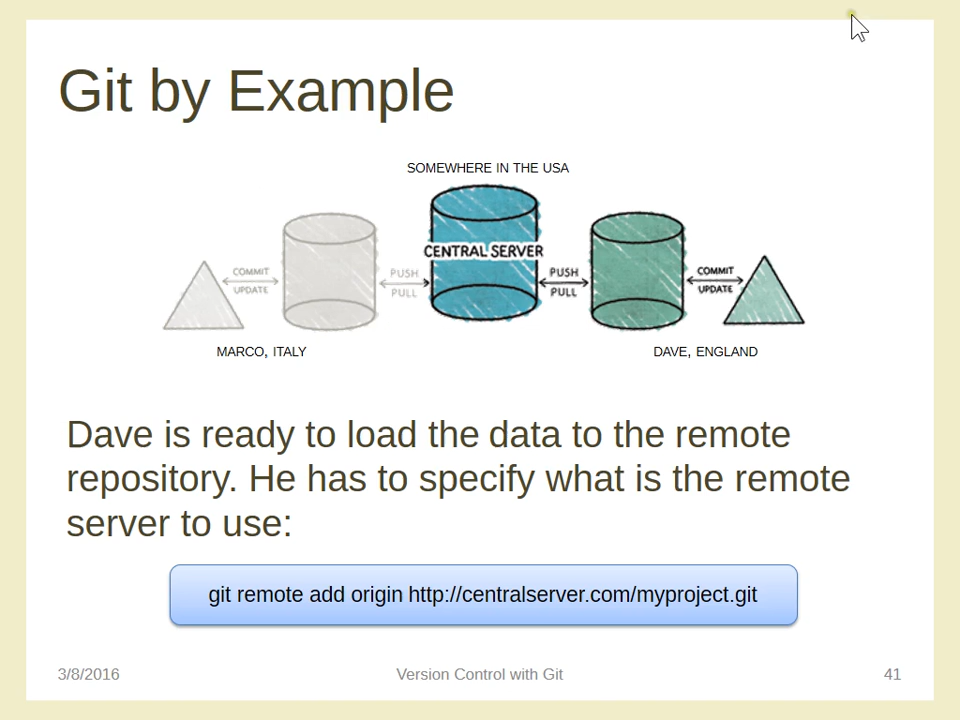 Git by Example
SOMEWHERE IN THE USA
CENTRAL SERVER
COMMIT
UPDATE
PUSH
PULL
PUSH
PULL
COMMIT
UPDATE
MARCO, ITALY
DAVE, ENGLAND
Dave is ready to load the data to the remote
repository. He has to specify what is the remote
server to use:
git remote add origin http://centralserver.com/myproject.git
3/8/2016
Version Control with Git
41